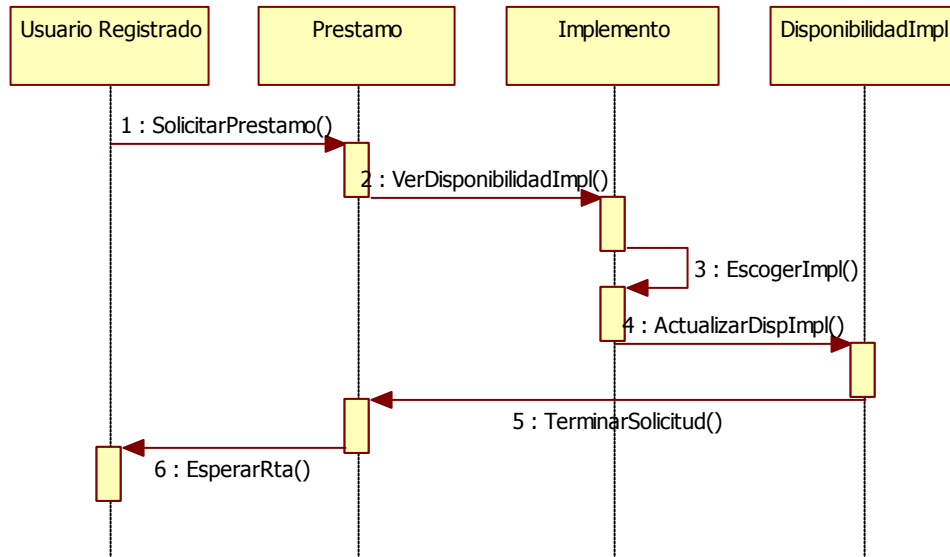 Usuario Registrado
Prestamo
Implemento
DisponibilidadImpl
1 : SolicitarPrestamo()
2 : VerDisponibilidadImpl()
3 : EscogerImpl()
4 : ActualizarDispImpl()
5 : TerminarSolicitud()
6 : EsperarRta()